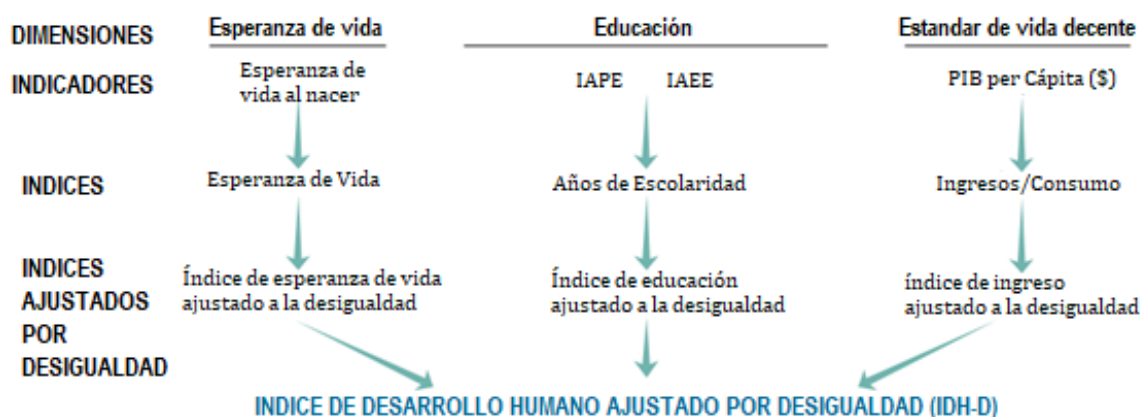 DIMENSIONES
Esperanza de vida
Educación
Estandar de vida decente
INDICADORES
Esperanza de
vida al nacer
IAPE IAEE
PIB per Cápita ($)
INDICES
Esperanza de Vida
Años de Escolaridad
Ingresos/Consumo
INDICES
AJUSTADOS
POR
DESIGUALDAD
Índice de esperanza de vida
ajustado a la desigualdad
Índice de educación
ajustado a la desigualdad
índice de ingreso
ajustado a la desigualdad
INDICE DE DESARROLLO HUMANO AJUSTADO POR DESIGUALDAD (IDH-D)